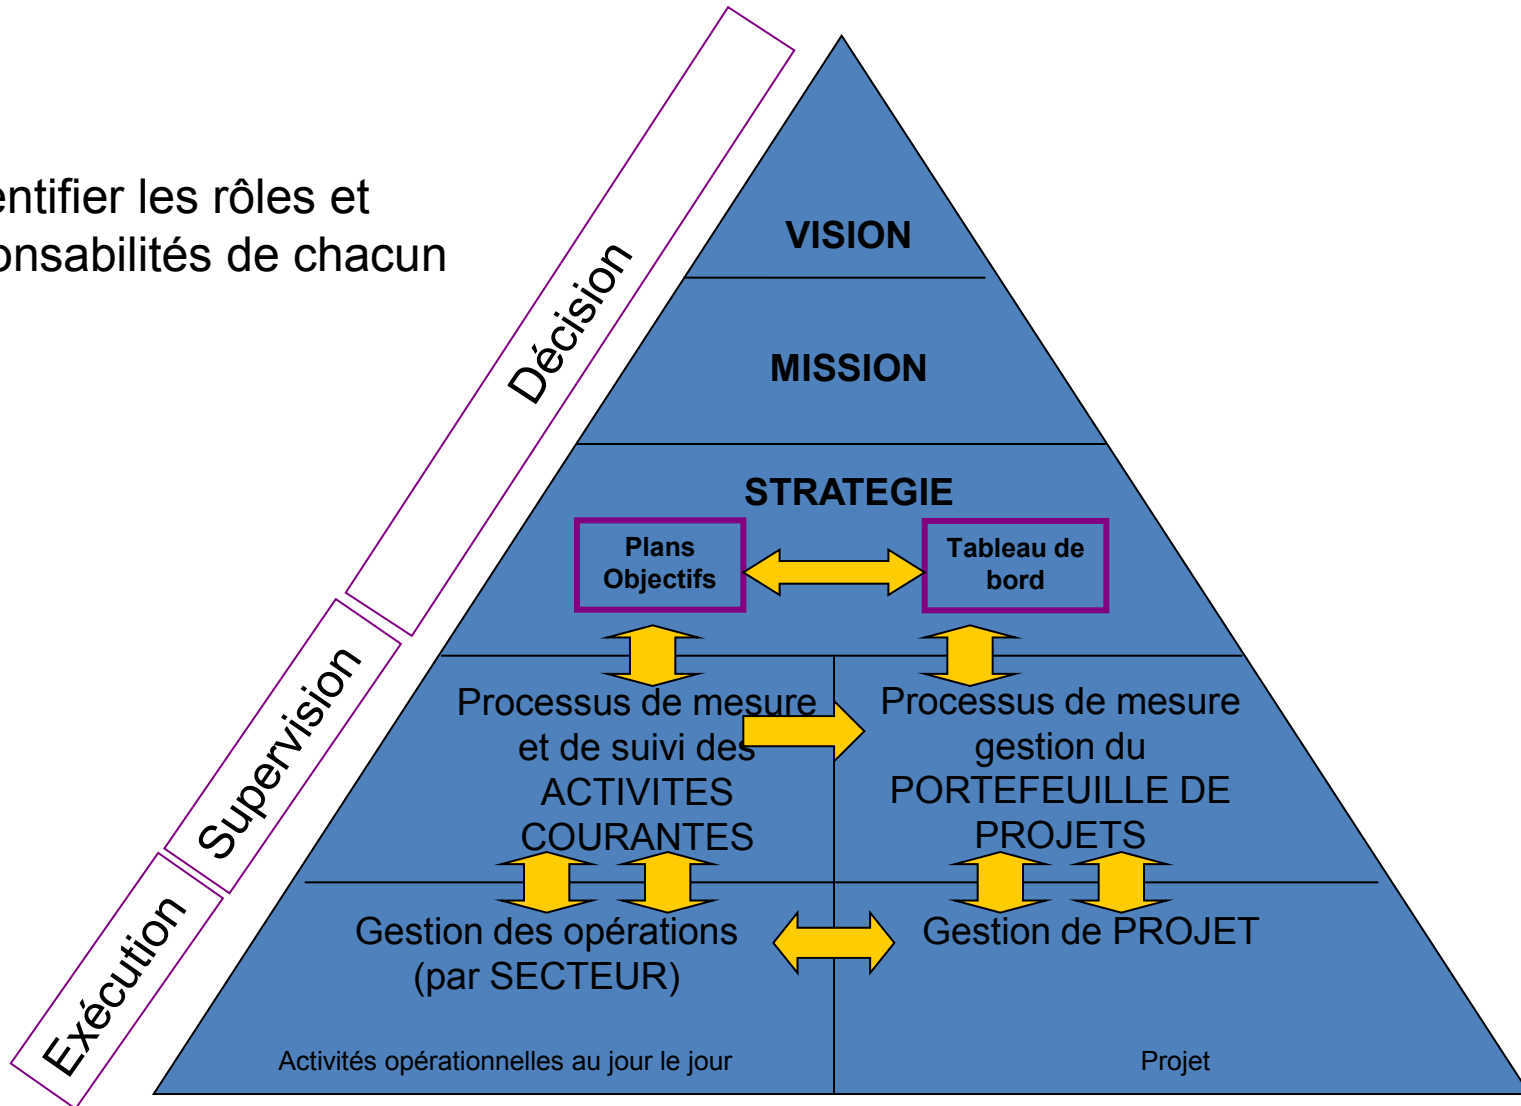 entifier les rôles et
onsabilités de chacun
Décision
Supervision
Exécution
VISION
MISSION
STRATEGIE
Plans
Objectifs
Tableau de
bord
Processus de mesure
et de suivi des
ACTIVITES
COURANTES
Processus de mesure
gestion du
PORTEFEUILLE DE
PROJETS
Gestion des opérations
(par SECTEUR)
Gestion de PROJET
Activités opérationnelles au jour le jour
Projet